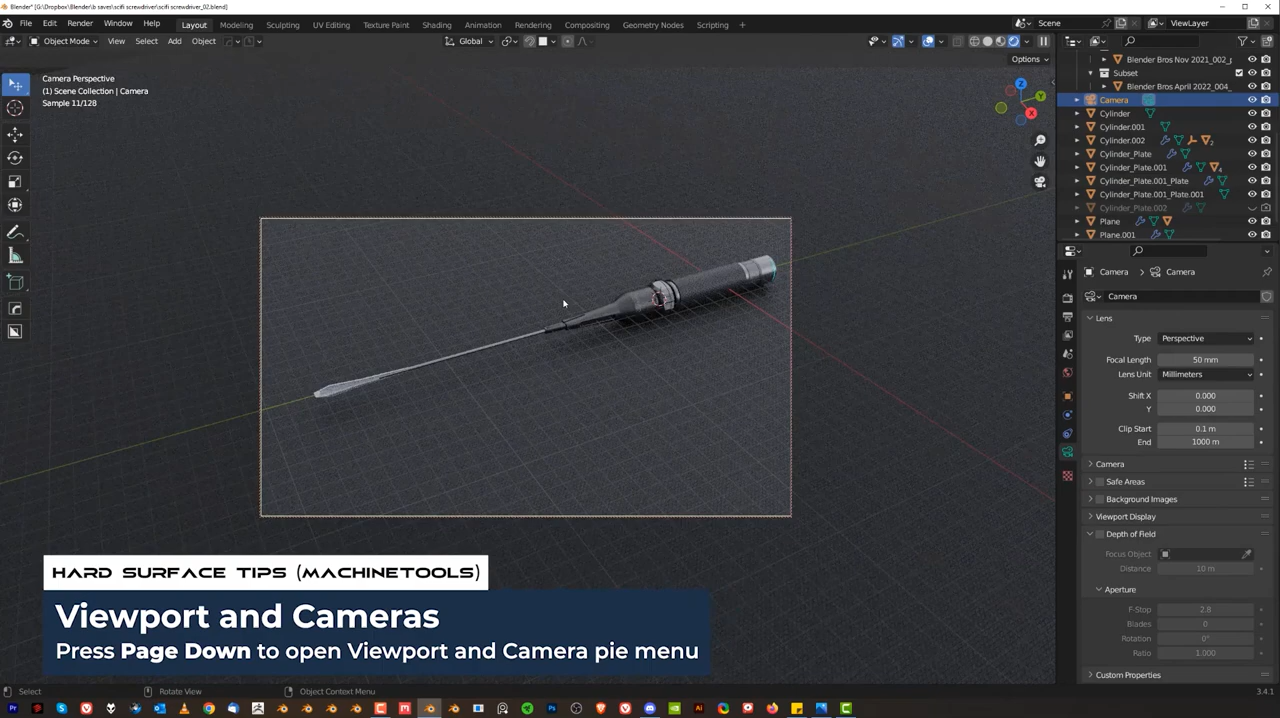 Blender* [G:\Dropbox\Blender\b saves\scifi screwdriver\scifi screwdriver_02.blend]
File Edit Render Window Help Layout Modeling Sculpting UV Editing Texture Paint Shading Animation Rendering Compositing Geometry Nodes Scripting + Scene ViewLayer
Object Mode View Select Add Object Global
Options
Camera Perspective
(1) Scene Collection | Camera
Sample 11/128
X
Y
Z
Blender Bros Nov 2021_002_
Subset
Blender Bros April 2022_004_
Camera
Cylinder
Cylinder.001
Cylinder.002
2
Cylinder_Plate
Cylinder_Plate.001
4
Cylinder_Plate.001_Plate
Cylinder_Plate.001_Plate.001
Cylinder_Plate.002
Plane
Plane.001
Camera > Camera
Camera
Lens
Type Perspective
Focal Length 50 mm
Lens Unit Millimeters
Shift X 0.000
Y 0.000
Clip Start 0.1 m
End 1000 m
Camera
Safe Areas
Background Images
Viewport Display
Depth of Field
Focus Object
Distance 10 m
Aperture
F-Stop 2.8
Blades 0
Rotation 0°
Ratio 1.000
Custom Properties
HARD SURFACE TIPS (MACHINETOOLS)
Viewport and Cameras
Press Page Down to open Viewport and Camera pie menu
Select Rotate View Object Context Menu 3.4.1